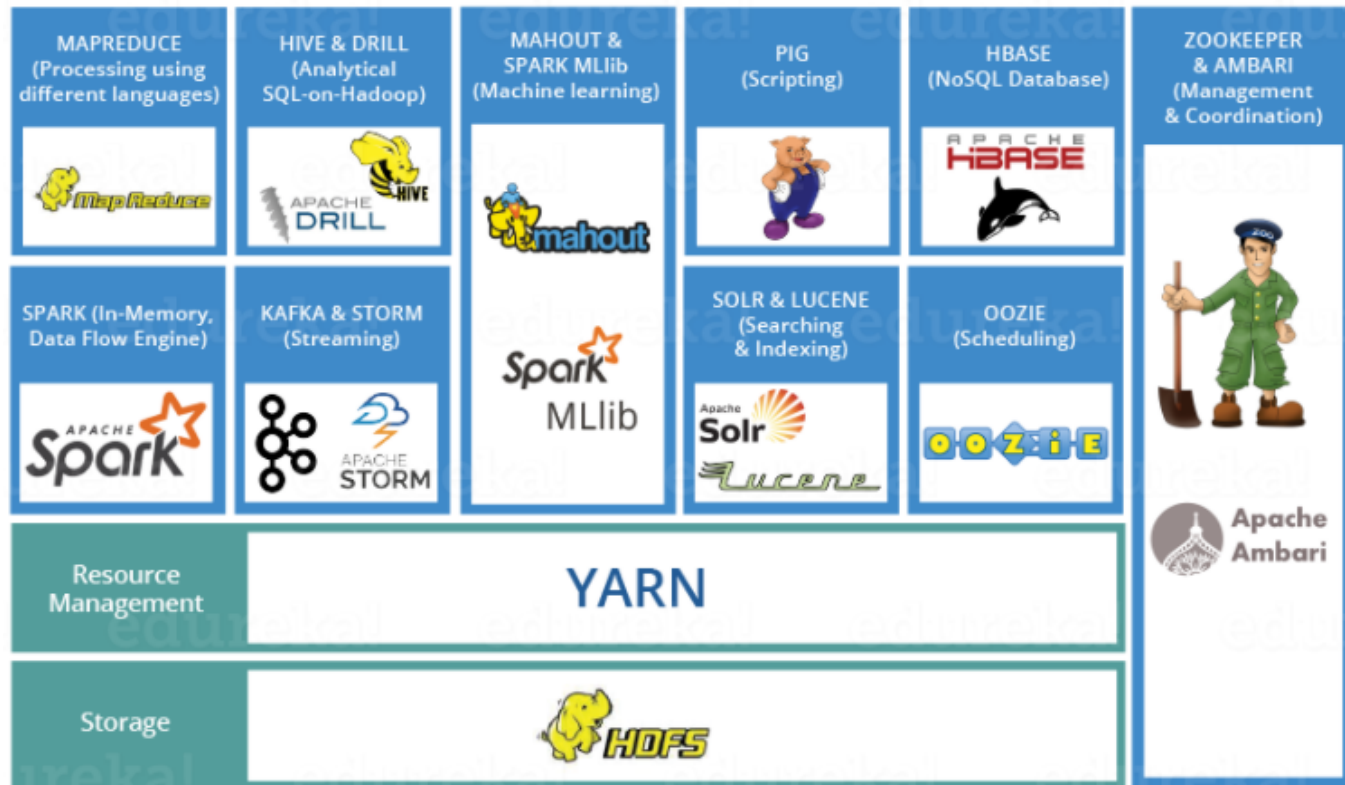 MAPREDUCE
(Processing using
different languages)
Map Reduce
HIVE & DRILL
(Analytical
SQL-on-Hadoop)
HIVE
APACHE
DRILL
MAHOUT &
SPARK MLlib
(Machine learning)
mahout
Spark
MLlib
PIG
(Scripting)
HBASE
(NoSQL Database)
APACHE
HBASE
ZOOKEEPER
& AMBARI
(Management
& Coordination)
ZOO
Apache
Ambari
SPARK (In-Memory,
Data Flow Engine)
APACHE
Spark
KAFKA & STORM
(Streaming)
APACHE
STORM
SOLR & LUCENE
(Searching
& Indexing)
Apache
Solr
Lucene
OOZIE
(Scheduling)
OOZiE
Resource
Management
YARN
Storage
HDFS
edureka!